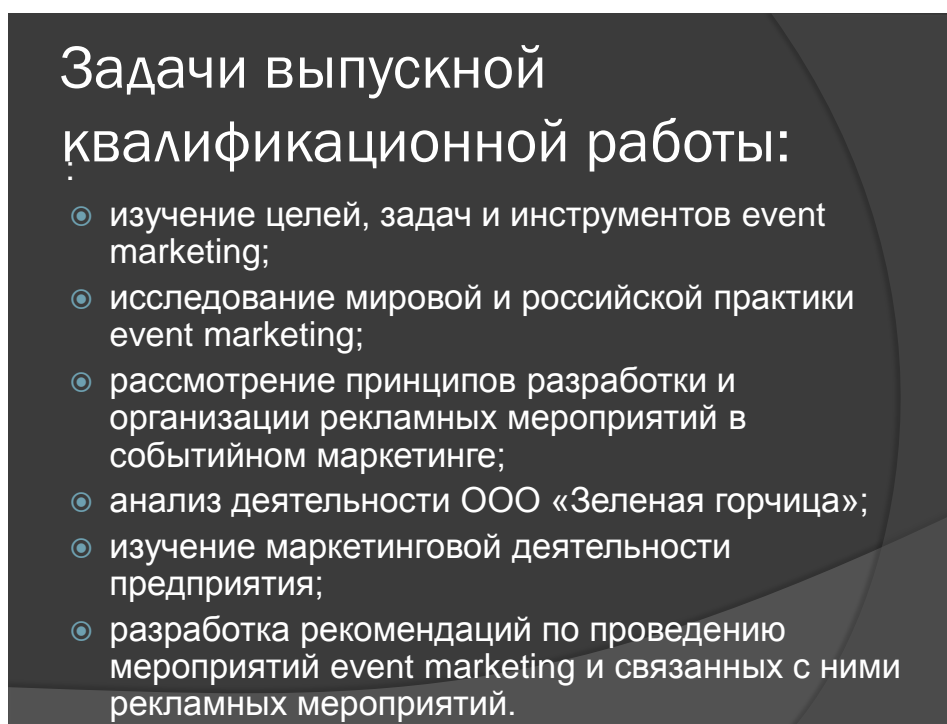 Задачи выпускной
квалификационной работы:
.
изучение целей, задач и инструментов event
marketing;
исследование мировой и российской практики
event marketing;
рассмотрение принципов разработки и
организации рекламных мероприятий в
событийном маркетинге;
анализ деятельности ООО «Зеленая горчица»;
изучение маркетинговой деятельности
предприятия;
разработка рекомендаций по проведению
мероприятий event marketing и связанных с ними
рекламных мероприятий.